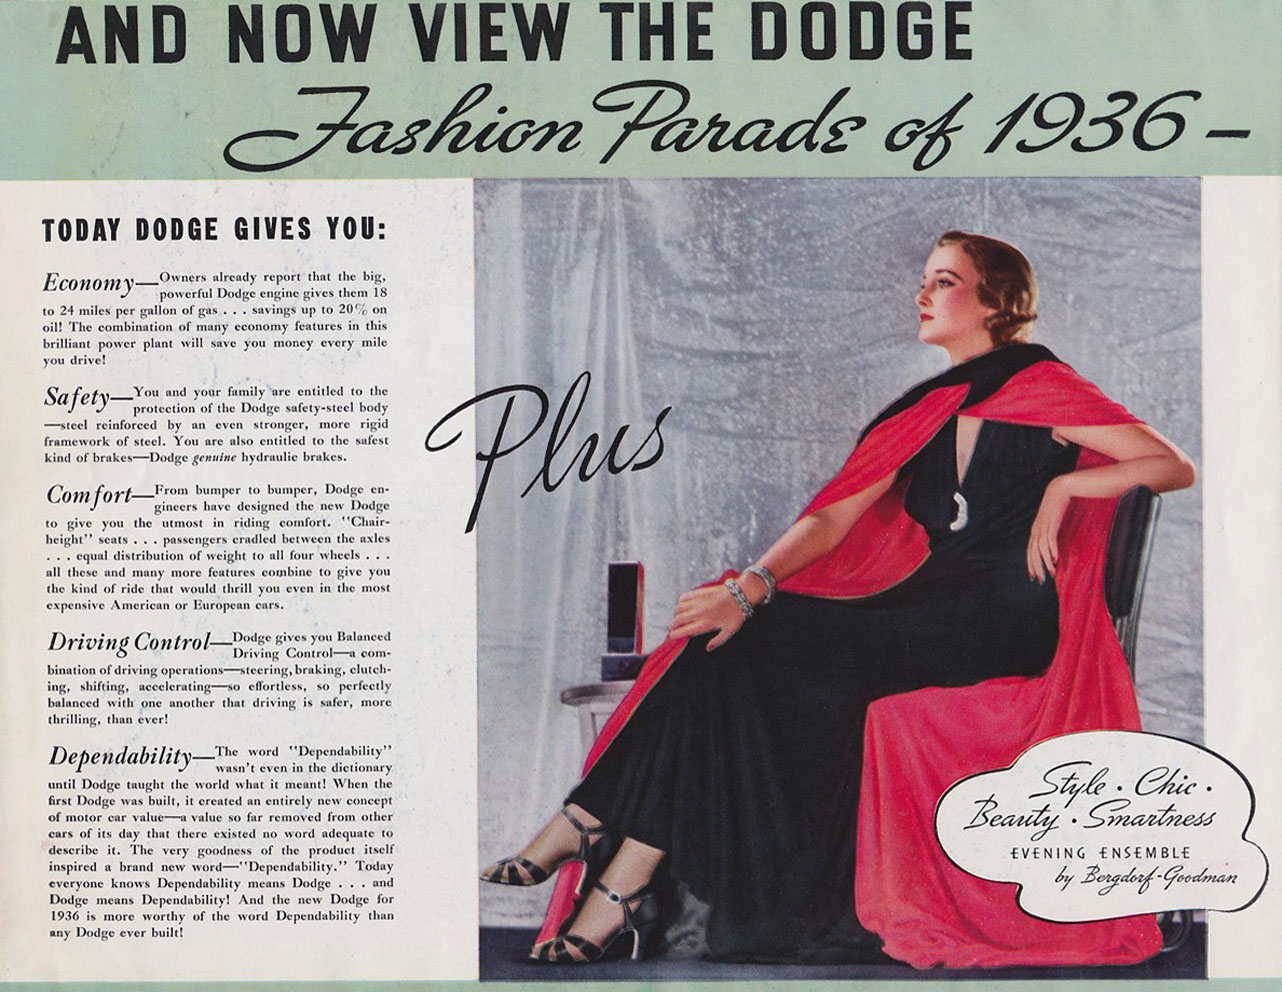 AND NOW VIEW THE DODGE
Fashion Parade of 1936 —
TODAY DODGE GIVES YOU:
Economy—Owners already report that the big,
powerful Dodge engine gives them 18
to 24 miles per gallon of gas . . . savings up to 20% on
oil! The combination of many economy features in this
brilliant power plant will save you money every mile
you drive!
Safety—You and your family are entitled to the
protection of the Dodge safety-steel body
—steel reinforced by an even stronger, more rigid
framework of steel. You are also entitled to the safest
kind of brakes—Dodge genuine hydraulic brakes.
Comfort—From bumper to bumper, Dodge en-
gineers have designed the new Dodge
to give you the utmost in riding comfort. "Chair-
height" seats . . . passengers cradled between the axles
. . . equal distribution of weight to all four wheels . . .
all these and many more features combine to give you
the kind of ride that would thrill you even in the most
expensive American or European cars.
Driving Control—Dodge gives you Balanced
Driving Control—a com-
bination of driving operations—steering, braking, clutch-
ing, shifting, accelerating—so effortless, so perfectly
balanced with one another that driving is safer, more
thrilling, than ever!
Dependability—The word "Dependability"
wasn't even in the dictionary
until Dodge taught the world what it meant! When the
first Dodge was built, it created an entirely new concept
of motor car value—a value so far removed from other
cars of its day that there existed no word adequate to
describe it. The very goodness of the product itself
inspired a brand new word—"Dependability." Today
everyone knows Dependability means Dodge . . . and
Dodge means Dependability! And the new Dodge for
1936 is more worthy of the word Dependability than
any Dodge ever built!
Plus
Style · Chic ·
Beauty · Smartness
EVENING ENSEMBLE
by Bergdorf-Goodman